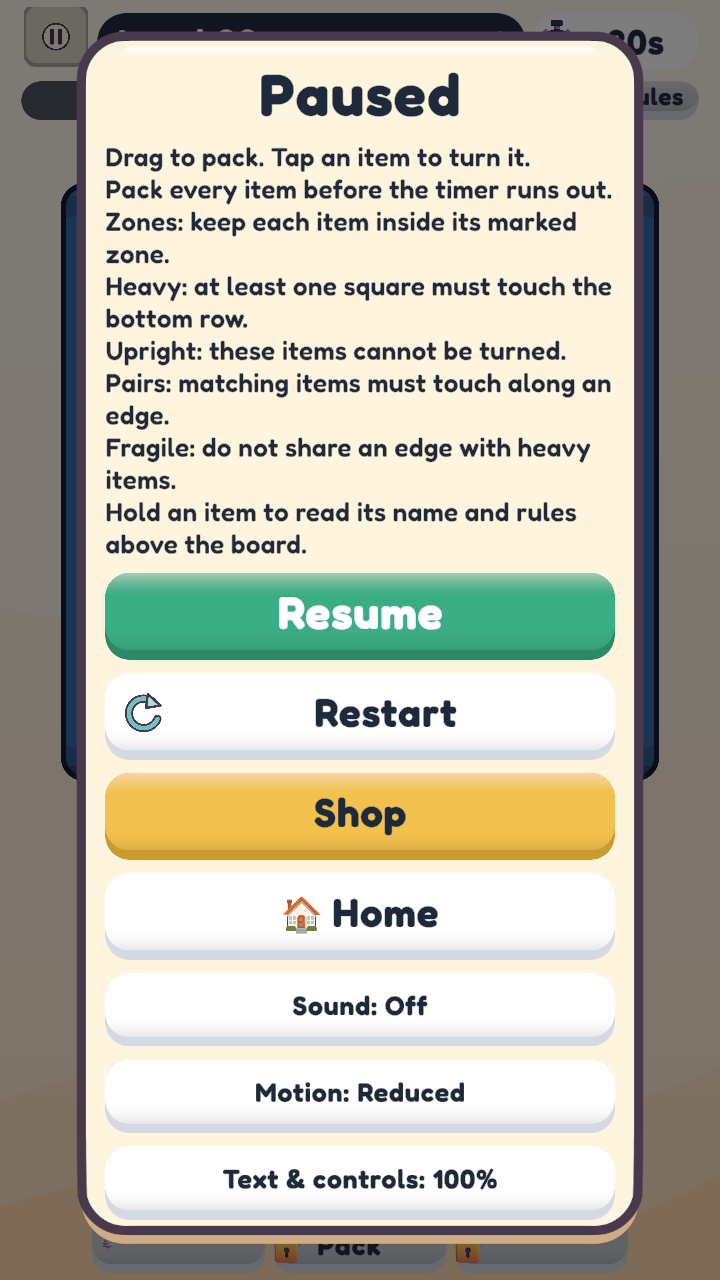 0s
ules
Paused
Drag to pack. Tap an item to turn it.
Pack every item before the timer runs out.
Zones: keep each item inside its marked
zone.
Heavy: at least one square must touch the
bottom row.
Upright: these items cannot be turned.
Pairs: matching items must touch along an
edge.
Fragile: do not share an edge with heavy
items.
Hold an item to read its name and rules
above the board.
Resume
Restart
Shop
Home
Sound: Off
Motion: Reduced
Text & controls: 100%
Pack